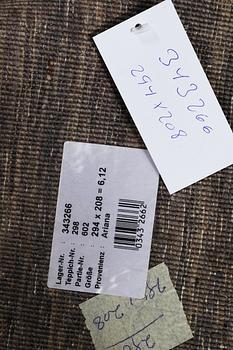 343266
294 x 208
Lager-Nr. : 343266
Teppich-Nr. : 298
Partie-Nr. : 602
Größe : 294 x 208 = 6,12
Provenienz : Ariana
0343 2662